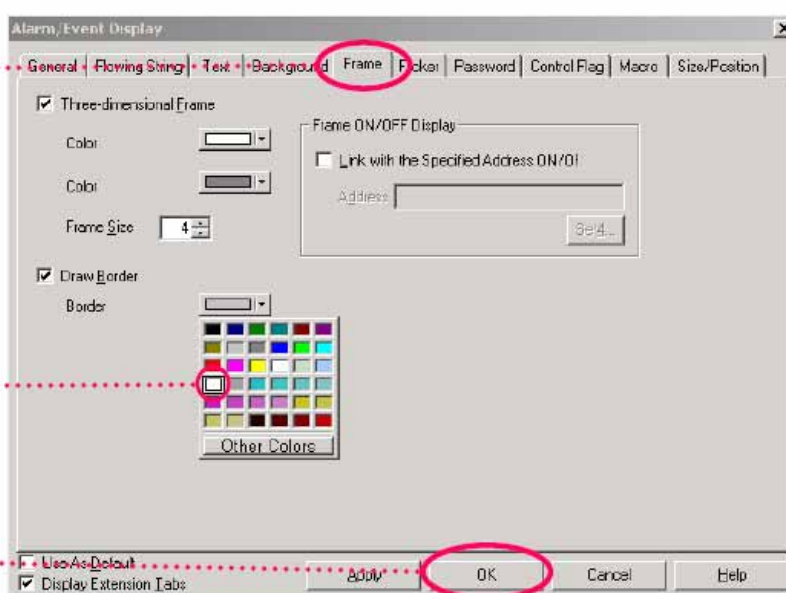 Alarm/Event Display
General Flowing String Text Background Frame Flicker Password Control Flag Macro Size/Position
Three-dimensional Frame
Color
Color
Frame Size 4
Frame ON/OFF Display
Link with the Specified Address ON/OF
Address
Set...
Draw Border
Border
Other Colors
Use As Default
Display Extension Tabs
Apply OK Cancel Help